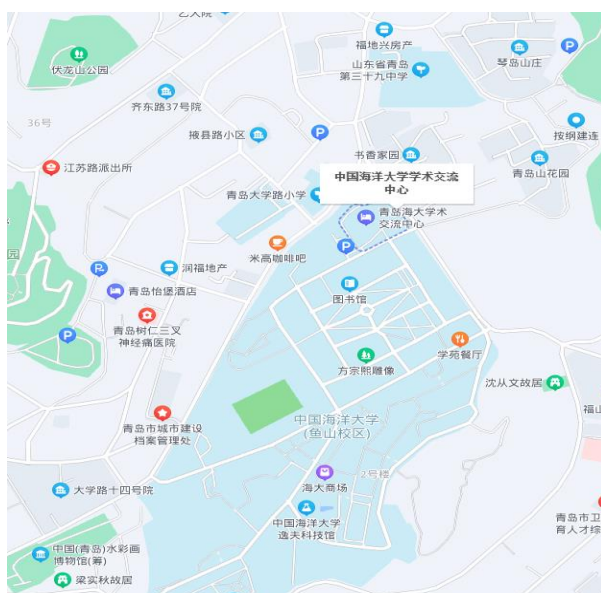 艺人院
福地兴房产
伏龙山公园
山东省青岛
第三十九中学
琴岛山庄
齐东路37号院
36号
掖县路小区
按纲建连
书香家园
江苏路派出所
青岛山花园
中国海洋大学学术交流
中心
青岛大学路小学
青岛海大学术
交流中心
园
米高咖啡吧
润福地产
图书馆
青岛怡堡酒店
青岛树仁三叉
神经痛医院
方宗熙雕像
学苑餐厅
沈从文故居
福山
青岛市城市建设
档案管理处
中国海洋大学
(鱼山校区)
2号楼
大学路十四号院
海大商场
中国海洋大学
逸夫科技馆
青岛市卫
育人才综
中国(青岛)水彩画
博物馆(筹)
梁实秋故居